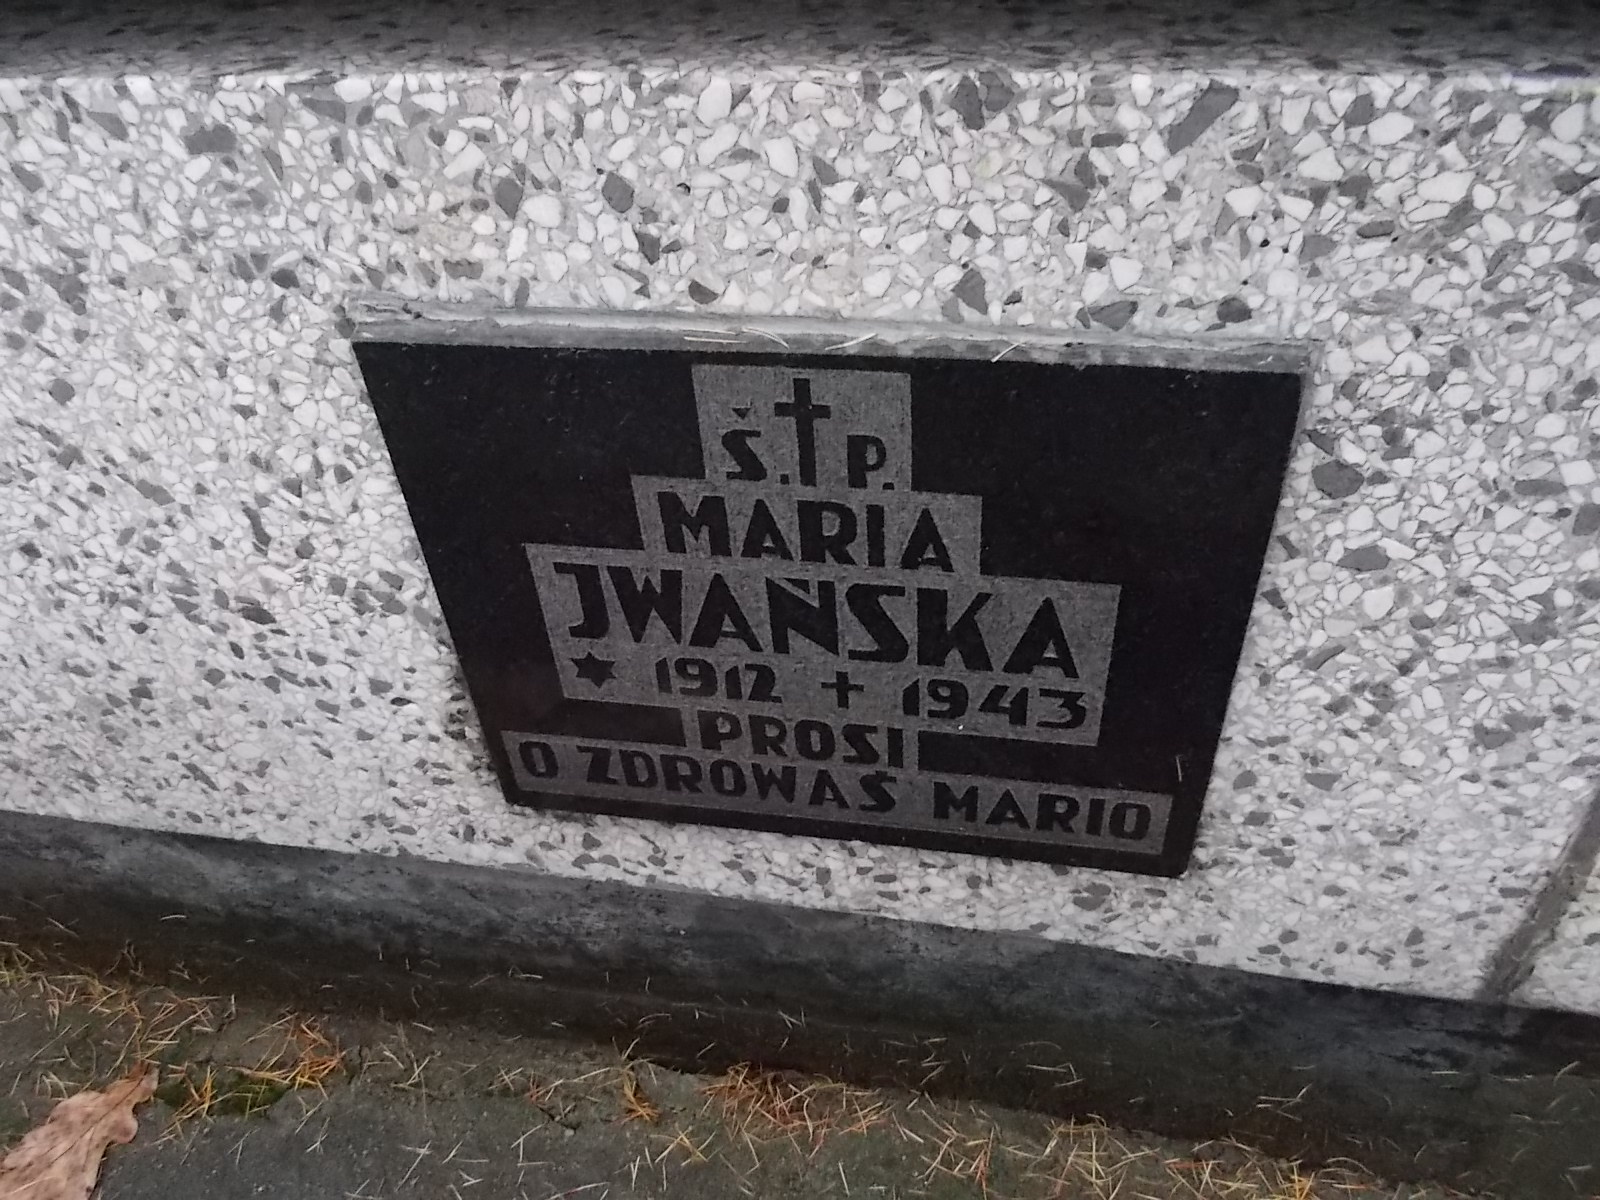 Ś. † P.
MARIA
JWAŃSKA
★ 1912 + 1943
PROSI
O ZDROWAŚ MARIO